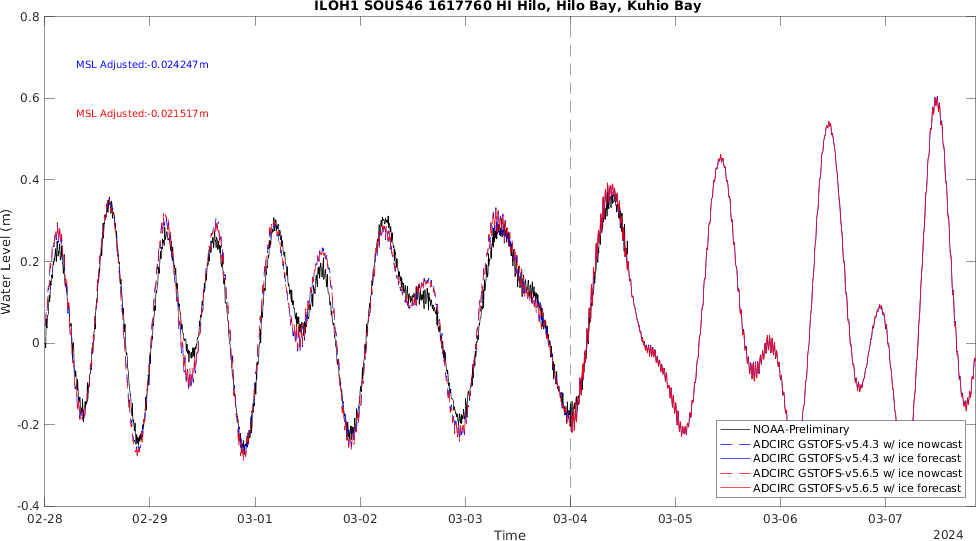 ILOH1 SOUS46 1617760 HI Hilo, Hilo Bay, Kuhio Bay
0.8
MSL Adjusted:-0.024247m
0.6
MSL Adjusted:-0.021517m
0.4
0.2
Water Level (m)
0
-0.2
NOAA-Preliminary
ADCIRC GSTOFS-v5.4.3 w/ ice nowcast
ADCIRC GSTOFS-v5.4.3 w/ ice forecast
ADCIRC GSTOFS-v5.6.5 w/ ice nowcast
ADCIRC GSTOFS-v5.6.5 w/ ice forecast
-0.4
02-28 02-29 03-01 03-02 03-03 03-04 03-05 03-06 03-07
Time
2024